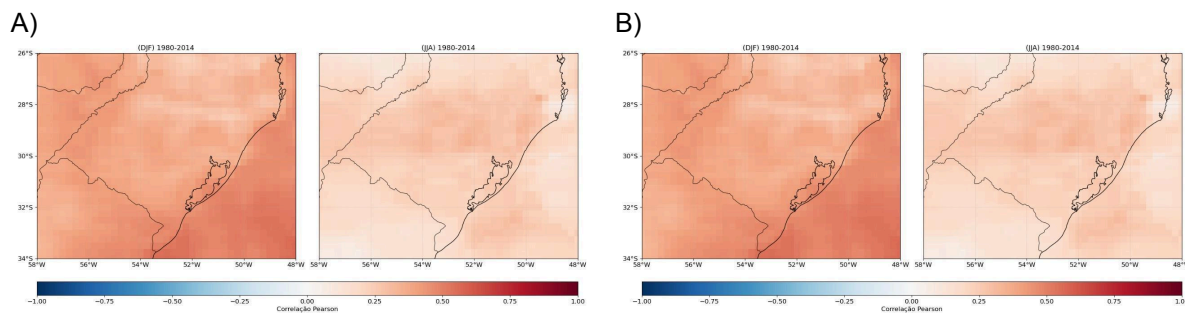 A)
B)
(DJF) 1980-2014
(JJA) 1980-2014
(DJF) 1980-2014
(JJA) 1980-2014
26°S
28°S
30°S
32°S
34°S
58°W 56°W 54°W 52°W 50°W 48°W
58°W 56°W 54°W 52°W 50°W 48°W
26°S
28°S
30°S
32°S
34°S
58°W 56°W 54°W 52°W 50°W 48°W
58°W 56°W 54°W 52°W 50°W 48°W
−1.00 −0.75 −0.50 −0.25 0.00 0.25 0.50 0.75 1.00
Correlação Pearson
−1.00 −0.75 −0.50 −0.25 0.00 0.25 0.50 0.75 1.00
Correlação Pearson